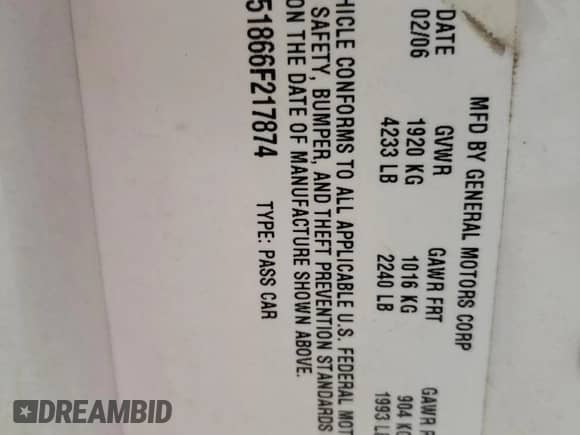 MFD BY GENERAL MOTORS CORP
DATE GVWR GAWR FRT GAWR
02/06 1920 KG 1016 KG 904 KG
4233 LB 2240 LB 1993 LB
HICLE CONFORMS TO ALL APPLICABLE U.S. FEDERAL MOT
SAFETY, BUMPER, AND THEFT PREVENTION STANDARDS
ON THE DATE OF MANUFACTURE SHOWN ABOVE.
51866F217874 TYPE: PASS CAR
DREAMBID